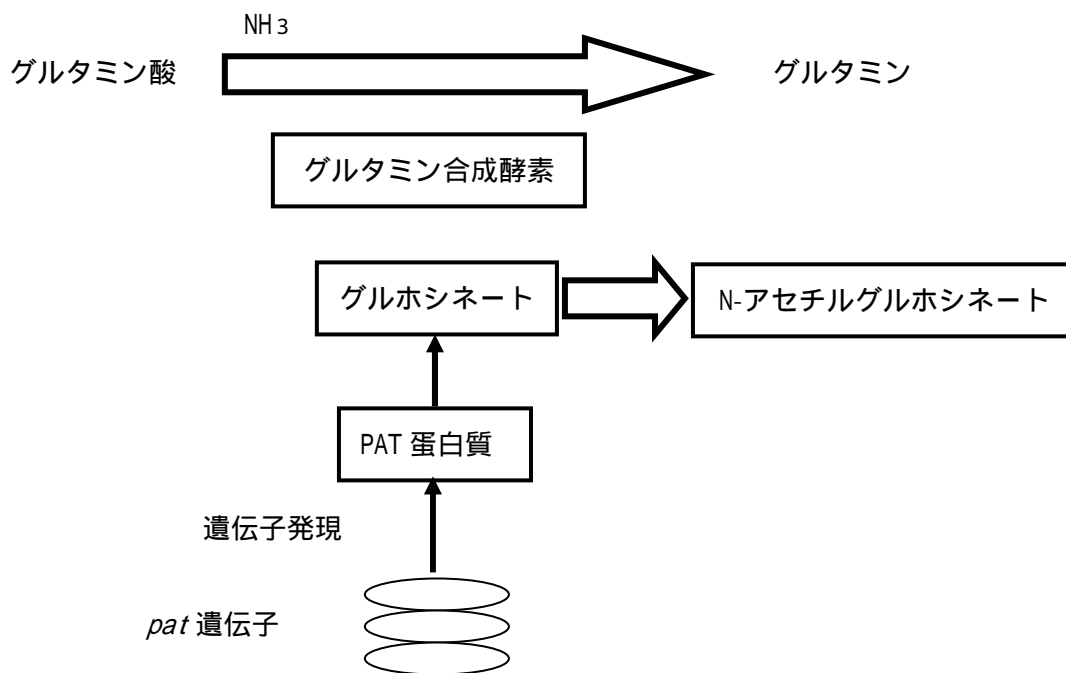 NH3
グルタミン酸
グルタミン
グルタミン合成酵素
グルホシネート
N-アセチルグルホシネート
PAT 蛋白質
遺伝子発現
pat 遺伝子